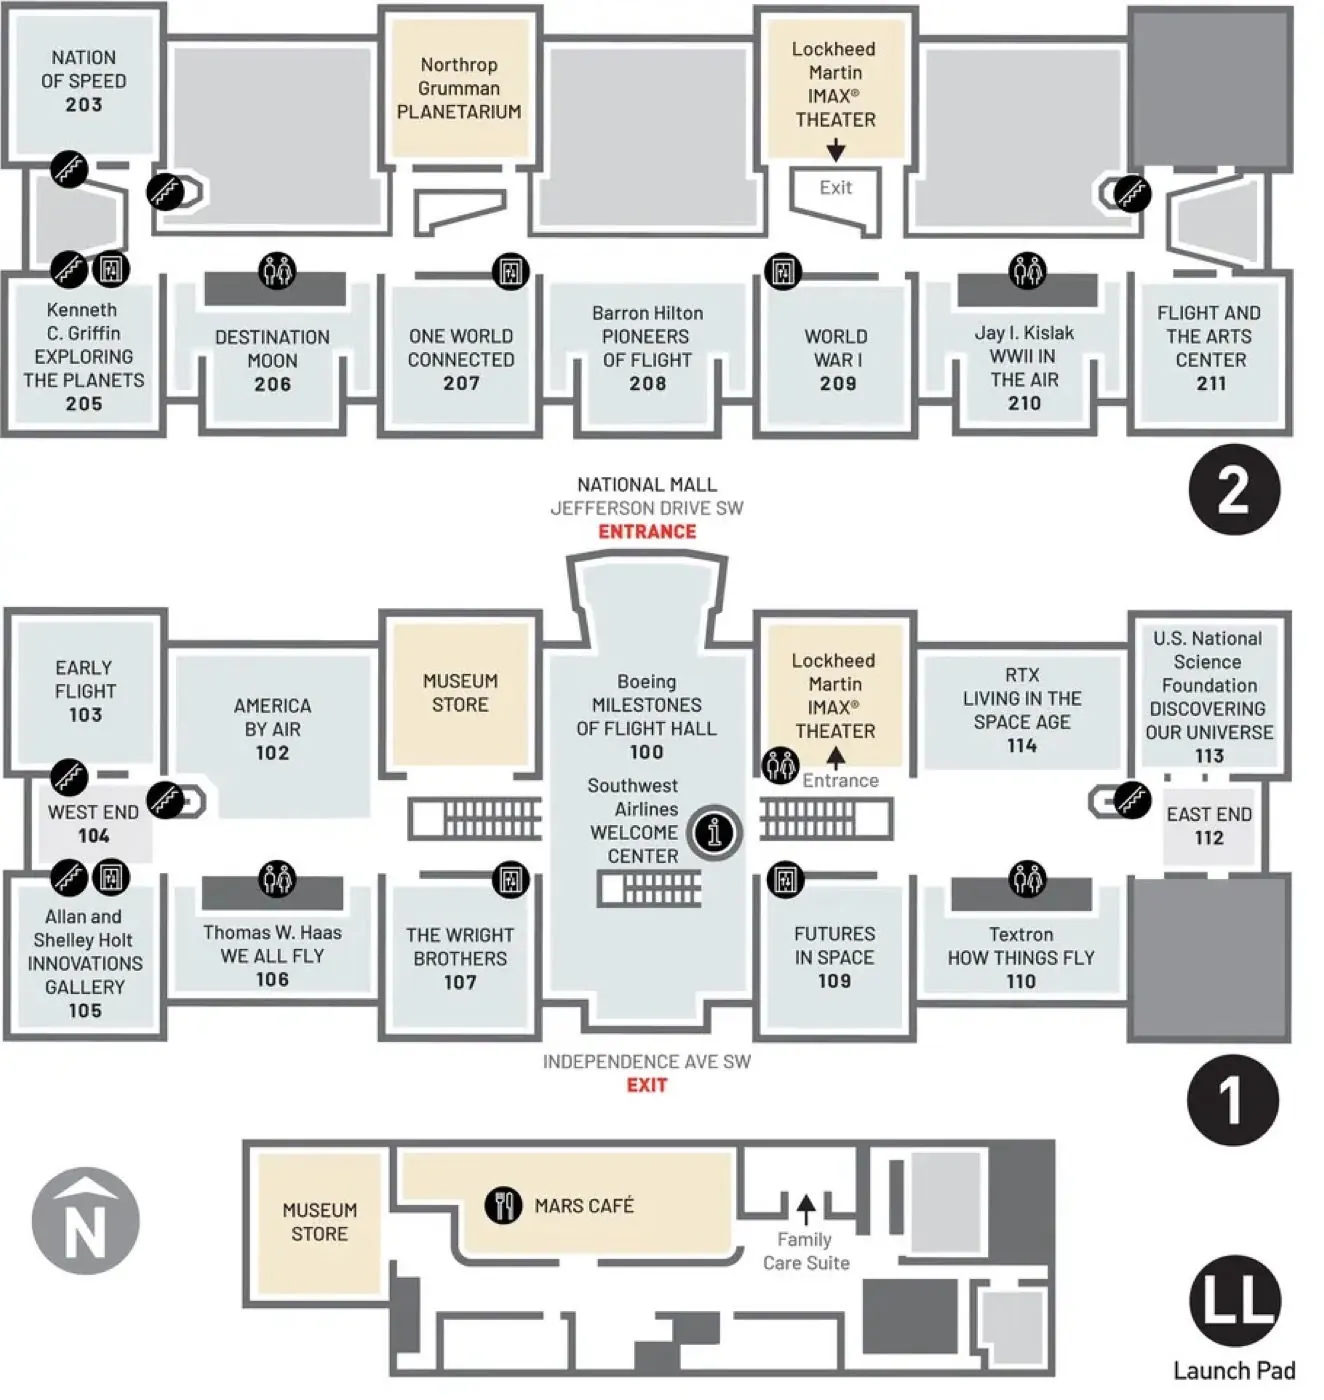 NATION
OF SPEED
203
Northrop
Grumman
PLANETARIUM
Lockheed
Martin
IMAX®
THEATER
Exit
Kenneth
C. Griffin
EXPLORING
THE PLANETS
205
DESTINATION
MOON
206
ONE WORLD
CONNECTED
207
Barron Hilton
PIONEERS
OF FLIGHT
208
WORLD
WAR I
209
Jay I. Kislak
WWII IN
THE AIR
210
FLIGHT AND
THE ARTS
CENTER
211
2
NATIONAL MALL
JEFFERSON DRIVE SW
ENTRANCE
EARLY
FLIGHT
103
AMERICA
BY AIR
102
MUSEUM
STORE
Boeing
MILESTONES
OF FLIGHT HALL
100
Southwest
Airlines
WELCOME
CENTER
i
Lockheed
Martin
IMAX®
THEATER
Entrance
RTX
LIVING IN THE
SPACE AGE
114
U.S. National
Science
Foundation
DISCOVERING
OUR UNIVERSE
113
WEST END
104
EAST END
112
Allan and
Shelley Holt
INNOVATIONS
GALLERY
105
Thomas W. Haas
WE ALL FLY
106
THE WRIGHT
BROTHERS
107
FUTURES
IN SPACE
109
Textron
HOW THINGS FLY
110
INDEPENDENCE AVE SW
EXIT
1
N
MUSEUM
STORE
MARS CAFÉ
Family
Care Suite
LL
Launch Pad